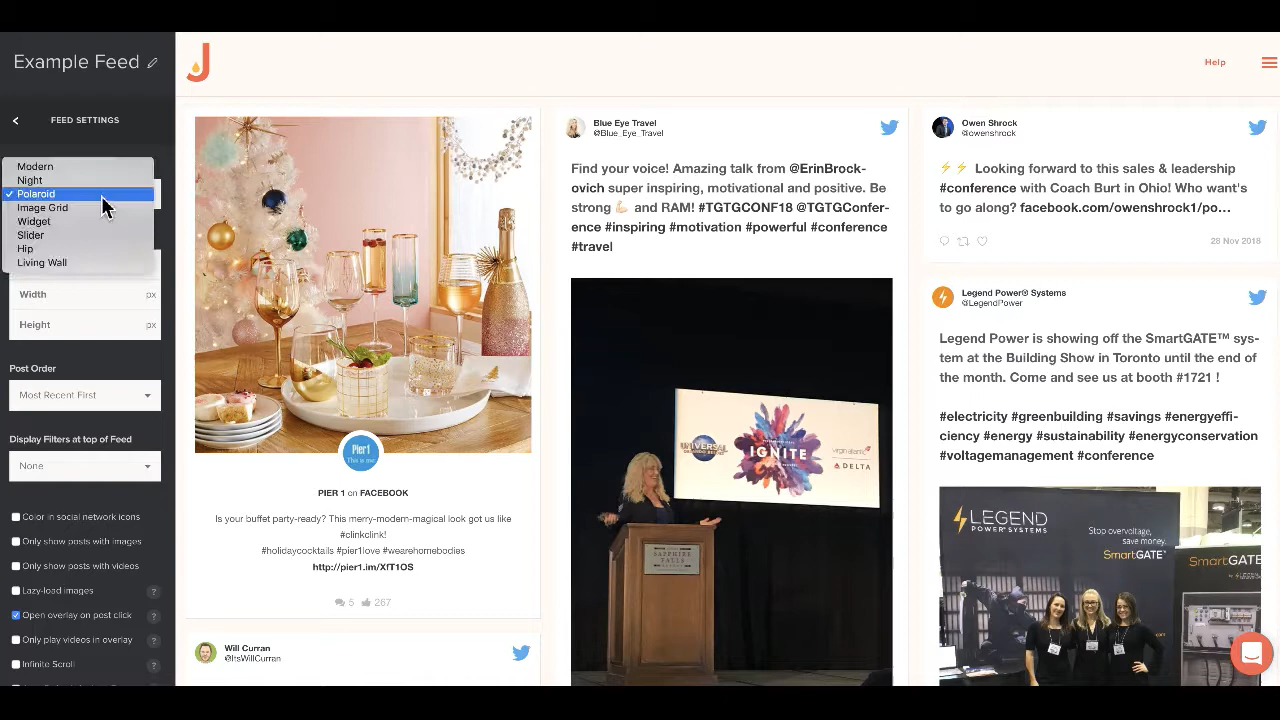 Example Feed
FEED SETTINGS
Modern
Night
✓ Polaroid
Image Grid
Widget
Slider
Hip
Living Wall
Width px
Height px
Post Order
Most Recent First
Display Filters at top of Feed
None
Color in social network icons
Only show posts with images
Only show posts with videos
Lazy-load images ?
Open overlay on post click ?
Only play videos in overlay ?
Infinite Scroll ?
J
Help
Pier1
This is me
PIER 1 on FACEBOOK
Is your buffet party-ready? This merry-modern-magical look got us like
#clinkclink!
#holidaycocktails #pier1love #wearehomebodies
http://pier1.im/XfT1OS
5 267
Will Curran
@ItsWillCurran
Blue Eye Travel
@Blue_Eye_Travel
Find your voice! Amazing talk from @ErinBrock-
ovich super inspiring, motivational and positive. Be
strong 💪 and RAM! #TGTGCONF18 @TGTGConfer-
ence #inspiring #motivation #powerful #conference
#travel
UNIVERSAL
IGNITE
virgin atlantic
DELTA
SAPPHIRE
FALLS
Owen Shrock
@owenshrock
⚡⚡ Looking forward to this sales & leadership
#conference with Coach Burt in Ohio! Who want's
to go along? facebook.com/owenshrock1/po...
28 Nov 2018
Legend Power® Systems
@LegendPower
Legend Power is showing off the SmartGATE™ sys-
tem at the Building Show in Toronto until the end of
the month. Come and see us at booth #1721 !
#electricity #greenbuilding #savings #energyeffi-
ciency #energy #sustainability #energyconservation
#voltagemanagement #conference
LEGEND
POWER SYSTEMS
Stop overvoltage,
save money.
SmartGATE™
SmartGATE